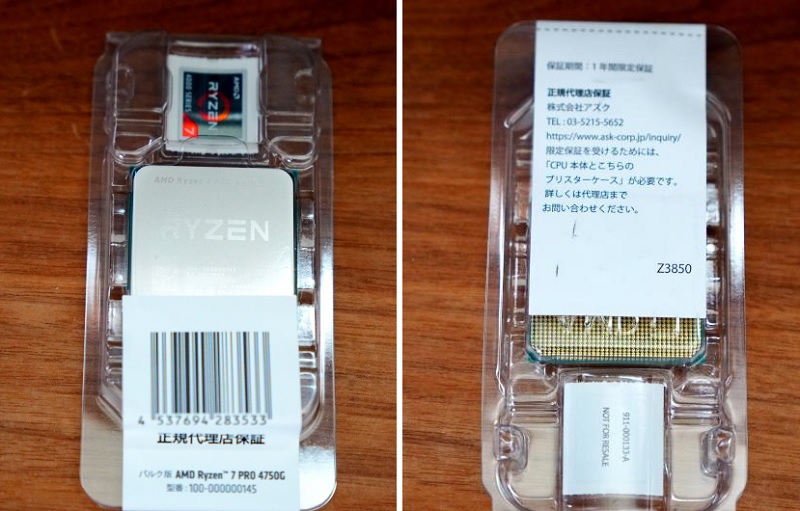 AMD
RYZEN
7
4000 SERIES
AMD Ryzen
RYZEN
4 537694 283533
正規代理店保証
バルク版 AMD Ryzen™ 7 PRO 4750G
型番 : 100-000000145
保証期間 : 1年間限定保証
正規代理店保証
株式会社アスク
TEL : 03-5215-5652
https://www.ask-corp.jp/inquiry/
限定保証を受けるためには、
「CPU 本体とこちらの
ブリスターケース」が必要です。
詳しくは代理店まで
お問い合わせください。
Z3850
911-000133-A
NOT FOR RESALE